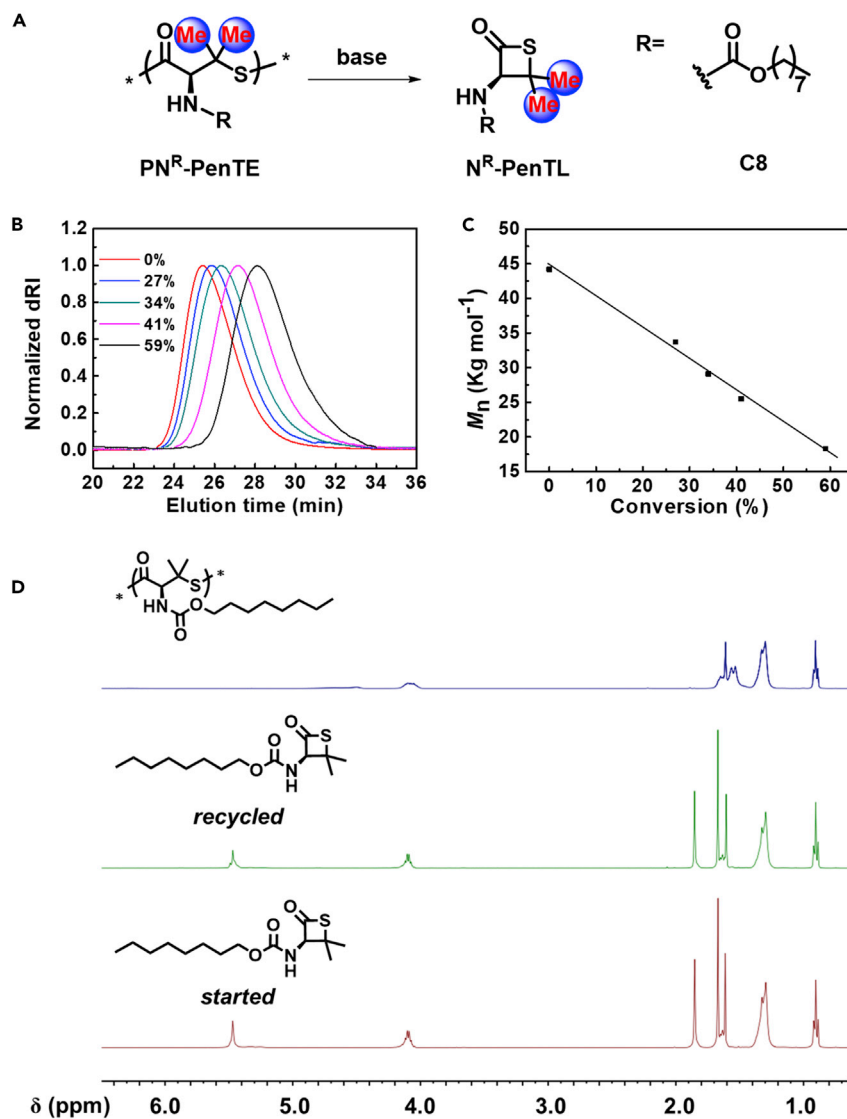 A
O
Me Me
*
S
*
HN
R
base
O
S
HN
Me
Me
R
R=
O
O
7
PNᴿ-PenTE
Nᴿ-PenTL
C8
B
1.2
1.0
0.8
0.6
0.4
0.2
0.0
Normalized dRI
0%
27%
34%
41%
59%
20 22 24 26 28 30 32 34 36
Elution time (min)
C
50
45
40
35
30
25
20
15
Mn (Kg mol⁻¹)
0 10 20 30 40 50 60
Conversion (%)
D
O
*
S
*
HN
O
O
O
S
O
O
N
H
recycled
O
S
O
O
N
H
started
δ (ppm) 6.0 5.0 4.0 3.0 2.0 1.0